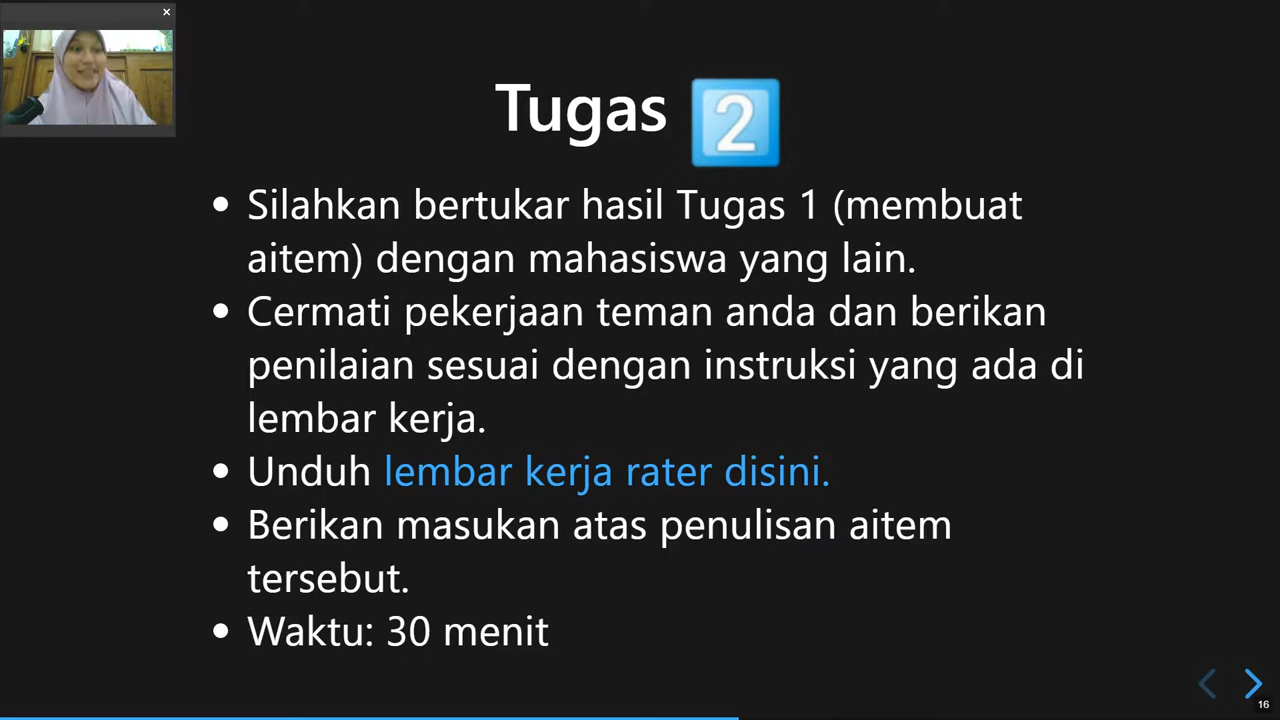 Tugas 2
Silahkan bertukar hasil Tugas 1 (membuat
aitem) dengan mahasiswa yang lain.
Cermati pekerjaan teman anda dan berikan
penilaian sesuai dengan instruksi yang ada di
lembar kerja.
Unduh lembar kerja rater disini.
Berikan masukan atas penulisan aitem
tersebut.
Waktu: 30 menit
16